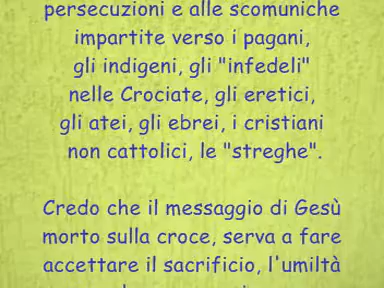 persecuzioni e alle scomuniche
impartite verso i pagani,
gli indigeni, gli "infedeli"
nelle Crociate, gli eretici,
gli atei, gli ebrei, i cristiani
non cattolici, le "streghe".
Credo che il messaggio di Gesù
morto sulla croce, serva a fare
accettare il sacrificio, l'umiltà